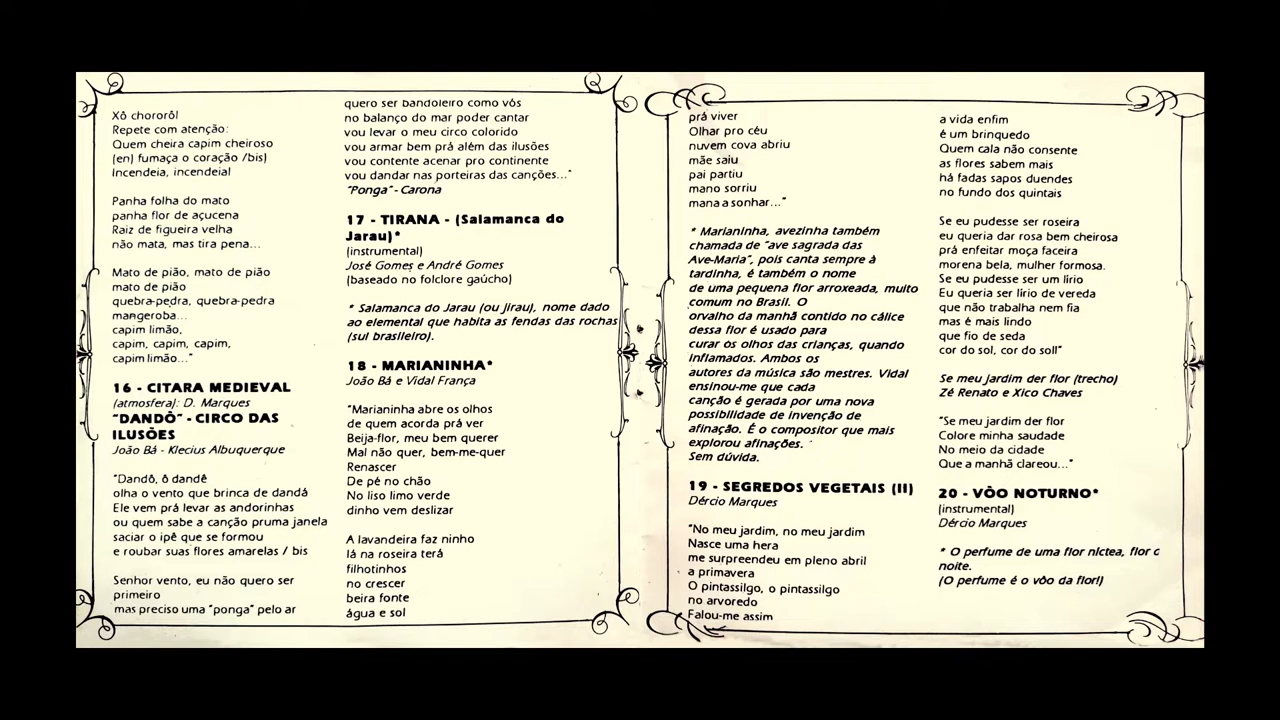 Xô chororô!
Repete com atenção:
Quem cheira capim cheiroso
(en) fumaça o coração /bis)
Incendeia, incendeia!
Panha folha do mato
panha flor de açucena
Raiz de figueira velha
não mata, mas tira pena...
Mato de pião, mato de pião
mato de pião
quebra-pedra, quebra-pedra
mangeroba...
capim limão,
capim, capim, capim,
capim limão..."
16 - CITARA MEDIEVAL
(atmosfera): D. Marques
"DANDÔ" - CIRCO DAS
ILUSÕES
João Bá - Klecius Albuquerque
"Dandô, ô dandê
olha o vento que brinca de dandá
Ele vem prá levar as andorinhas
ou quem sabe a canção pruma janela
saciar o ipê que se formou
e roubar suas flores amarelas / bis
Senhor vento, eu não quero ser
primeiro
mas preciso uma "ponga" pelo ar
quero ser bandoleiro como vós
no balanço do mar poder cantar
vou levar o meu circo colorido
vou armar bem prá além das ilusões
vou contente acenar pro continente
vou dandar nas porteiras das canções..."
"Ponga" - Carona
17 - TIRANA - (Salamanca do
Jarau)*
(instrumental)
José Gomes e André Gomes
(baseado no folclore gaúcho)
* Salamanca do Jarau (ou Jirau), nome dado
ao elemental que habita as fendas das rochas
(sul brasileiro).
18 - MARIANINHA*
João Bá e Vidal França
"Marianinha abre os olhos
de quem acorda prá ver
Beija-flor, meu bem querer
Mal não quer, bem-me-quer
Renascer
De pé no chão
No liso limo verde
dinho vem deslizar
A lavandeira faz ninho
lá na roseira terá
filhotinhos
no crescer
beira fonte
água e sol
prá viver
Olhar pro céu
nuvem cova abriu
mãe saiu
pai partiu
mano sorriu
mana a sonhar..."
* Marianinha, avezinha também
chamada de "ave sagrada das
Ave-Maria", pois canta sempre à
tardinha, é também o nome
de uma pequena flor arroxeada, muito
comum no Brasil. O
orvalho da manhã contido no cálice
dessa flor é usado para
curar os olhos das crianças, quando
inflamados. Ambos os
autores da música são mestres. Vidal
ensinou-me que cada
canção é gerada por uma nova
possibilidade de invenção de
afinação. É o compositor que mais
explorou afinações.
Sem dúvida.
19 - SEGREDOS VEGETAIS (II)
Dércio Marques
"No meu jardim, no meu jardim
Nasce uma hera
me surpreendeu em pleno abril
a primavera
O pintassilgo, o pintassilgo
no arvoredo
Falou-me assim
a vida enfim
é um brinquedo
Quem cala não consente
as flores sabem mais
há fadas sapos duendes
no fundo dos quintais
Se eu pudesse ser roseira
eu queria dar rosa bem cheirosa
prá enfeitar moça faceira
morena bela, mulher formosa.
Se eu pudesse ser um lírio
Eu queria ser lírio de vereda
que não trabalha nem fia
mas é mais lindo
que fio de seda
cor do sol, cor do sol!"
Se meu Jardim der flor (trecho)
Zé Renato e Xico Chaves
"Se meu jardim der flor
Colore minha saudade
No meio da cidade
Que a manhã clareou..."
20 - VÔO NOTURNO*
(instrumental)
Dércio Marques
* O perfume de uma flor níctea, flor
noite.
(O perfume é o vôo da flor!)